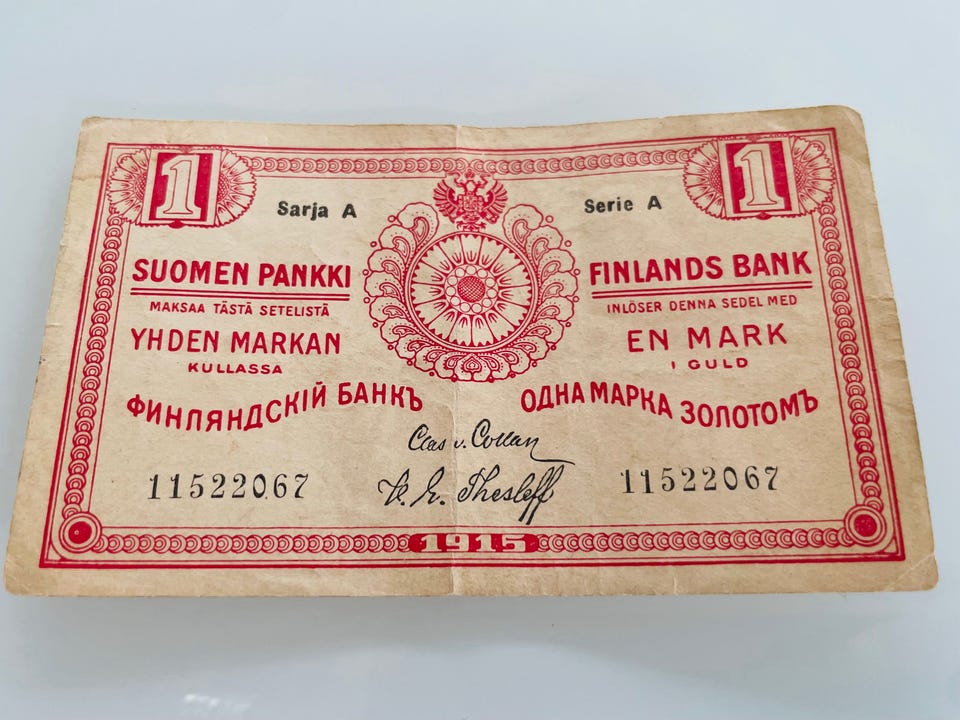 1
1
Sarja A
Serie A
SUOMEN PANKKI
MAKSAA TÄSTÄ SETELISTÄ
YHDEN MARKAN
KULLASSA
FINLANDS BANK
INLÖSER DENNA SEDEL MED
EN MARK
I GULD
ФИНЛЯНДСКІЙ БАНКЪ
ОДНА МАРКА ЗОЛОТОМЪ
Clas v. Collan
11522067
V. E. Thesleff
11522067
1915